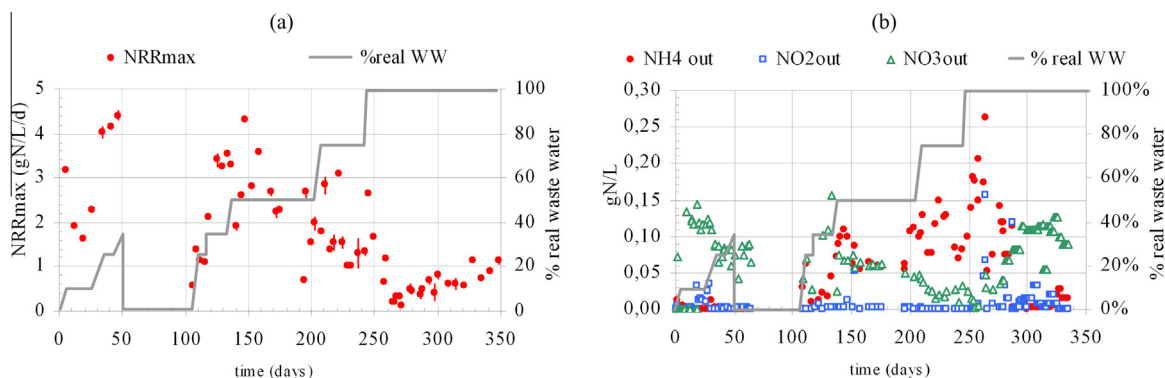 (a)
NRRmax %real WW
NRRmax (gN/L/d)
5
4
3
2
1
0
100
80
60
40
20
0
% real waste water
0 50 100 150 200 250 300 350
time (days)
(b)
NH4 out NO2out NO3out % real WW
gN/L
0,30
0,25
0,20
0,15
0,10
0,05
0,00
100%
80%
60%
40%
20%
0%
% real waste water
0 50 100 150 200 250 300 350
time (days)